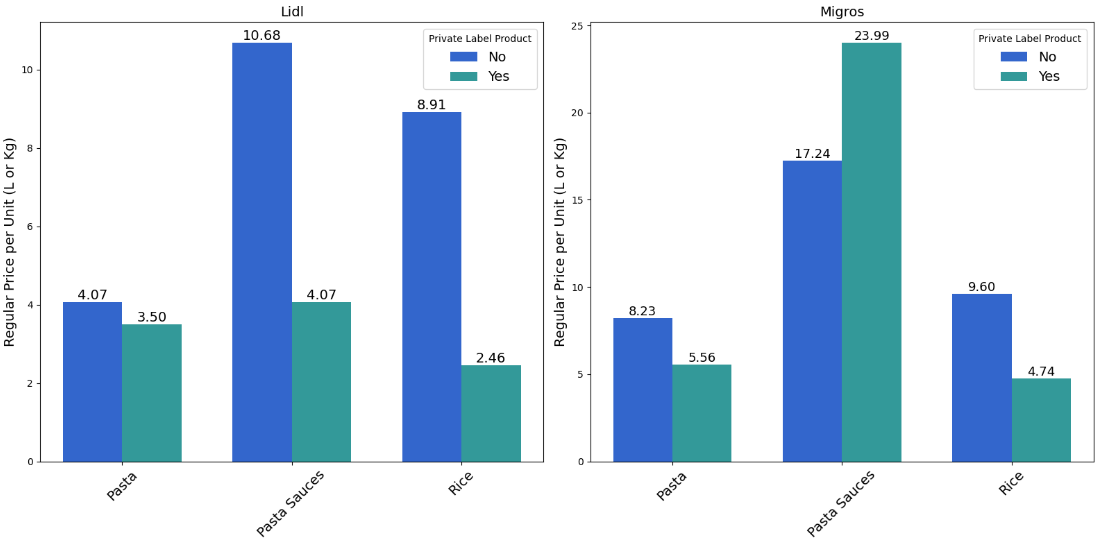 Lidl
Private Label Product
No
Yes
Regular Price per Unit (L or Kg)
10
8
6
4
2
0
4.07
3.50
10.68
4.07
8.91
2.46
Pasta
Pasta Sauces
Rice
Migros
Private Label Product
No
Yes
Regular Price per Unit (L or Kg)
25
20
15
10
5
0
8.23
5.56
17.24
23.99
9.60
4.74
Pasta
Pasta Sauces
Rice